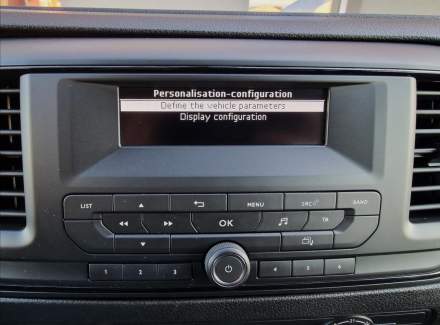 Personalisation-configuration
Define the vehicle parameters
Display configuration
LIST
MENU
SRC
BAND
OK
TA
1 2 3 4 5 6